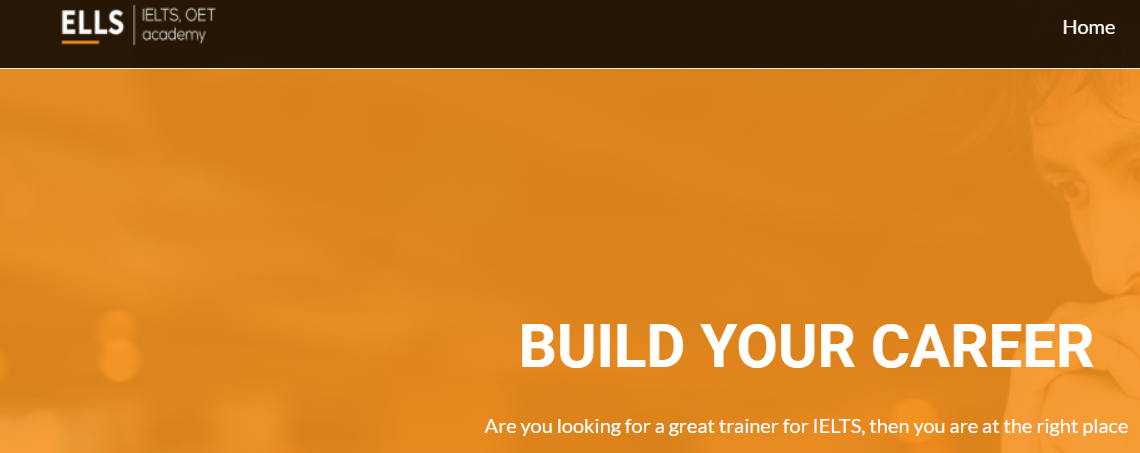 ELLS
IELTS, OET
academy
Home
BUILD YOUR CAREER
Are you looking for a great trainer for IELTS, then you are at the right place